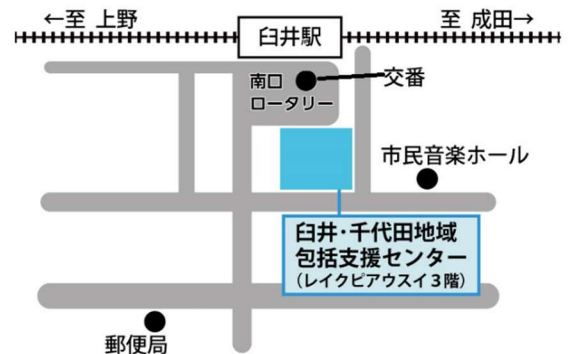 ←至 上野
至 成田→
臼井駅
南口
ロータリー
交番
市民音楽ホール
臼井･千代田地域
包括支援センター
（レイクピアウスイ３階）
郵便局